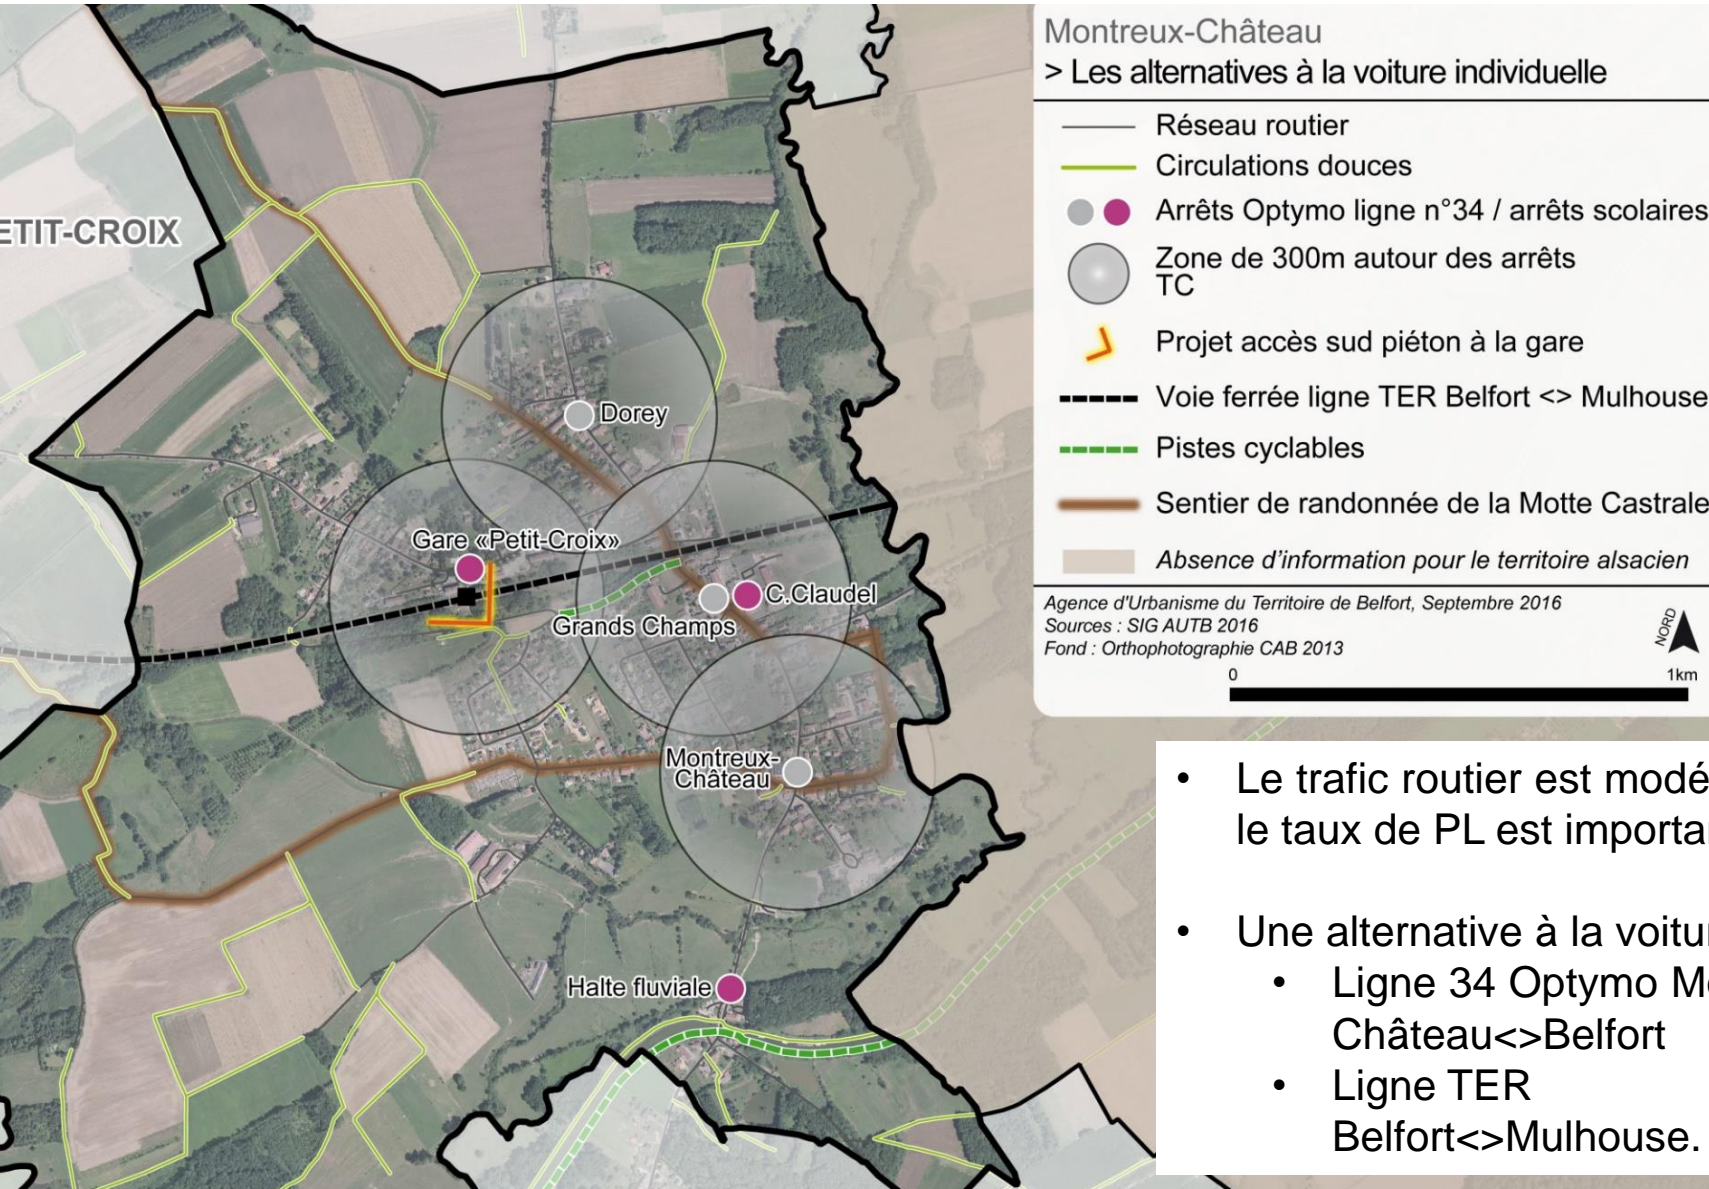 Montreux-Château
> Les alternatives à la voiture individuelle
Réseau routier
Circulations douces
Arrêts Optymo ligne n°34 / arrêts scolaires
Zone de 300m autour des arrêts
TC
Projet accès sud piéton à la gare
Voie ferrée ligne TER Belfort <> Mulhouse
Pistes cyclables
Sentier de randonnée de la Motte Castrale
Absence d'information pour le territoire alsacien
Agence d'Urbanisme du Territoire de Belfort, Septembre 2016
Sources : SIG AUTB 2016
Fond : Orthophotographie CAB 2013
NORD
0
1km
ETIT-CROIX
Dorey
Gare «Petit-Croix»
C.Claudel
Grands Champs
Montreux-
Château
Halte fluviale
• Le trafic routier est modé
le taux de PL est importa
• Une alternative à la voitu
• Ligne 34 Optymo M
Château<>Belfort
• Ligne TER
Belfort<>Mulhouse.